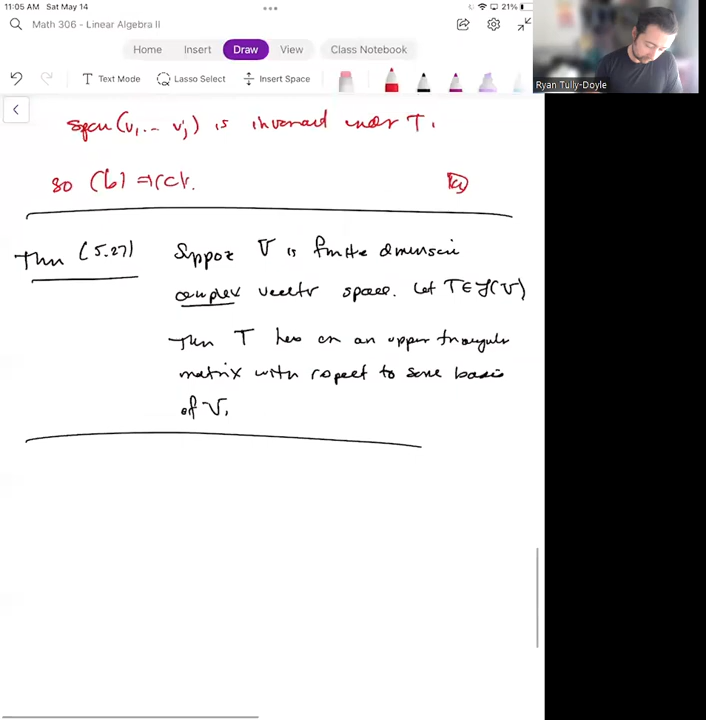 11:05 AM Sat May 14
21%
Math 306 - Linear Algebra II
Home Insert Draw View Class Notebook
Text Mode Lasso Select Insert Space
Ryan Tully-Doyle
span(v₁ ... vⱼ) is invariant under T.
so (b) ⇒ (c).
Thm (5.27) Suppose V is finite dimension
complex vector space. Let T ∈ L(V)
Then T has an an upper triangular
matrix with respect to some basis
of V.